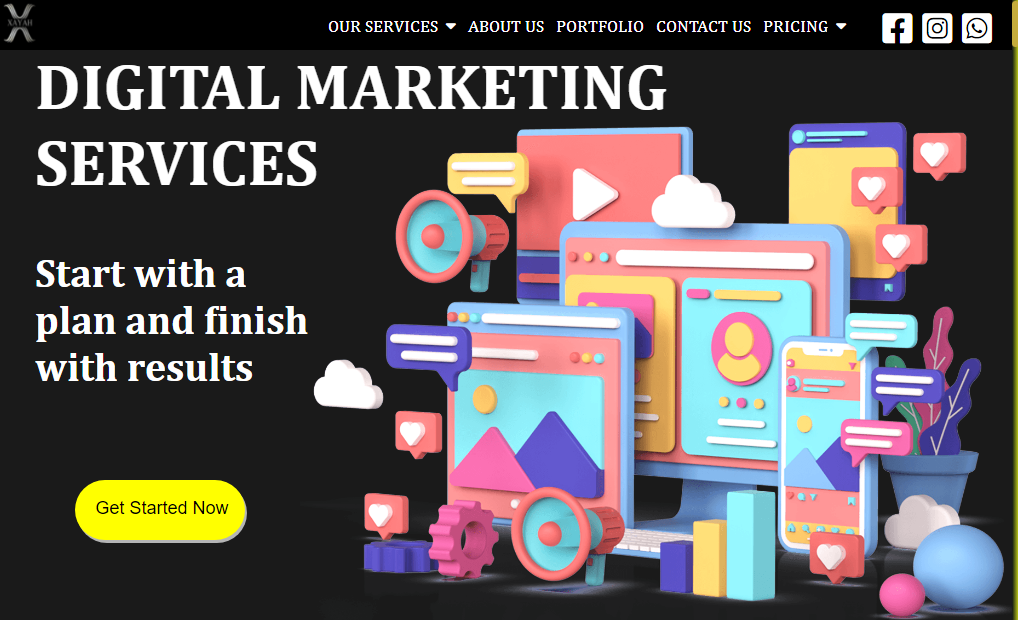 XAYAH
OUR SERVICES ABOUT US PORTFOLIO CONTACT US PRICING
DIGITAL MARKETING
SERVICES
Start with a
plan and finish
with results
Get Started Now